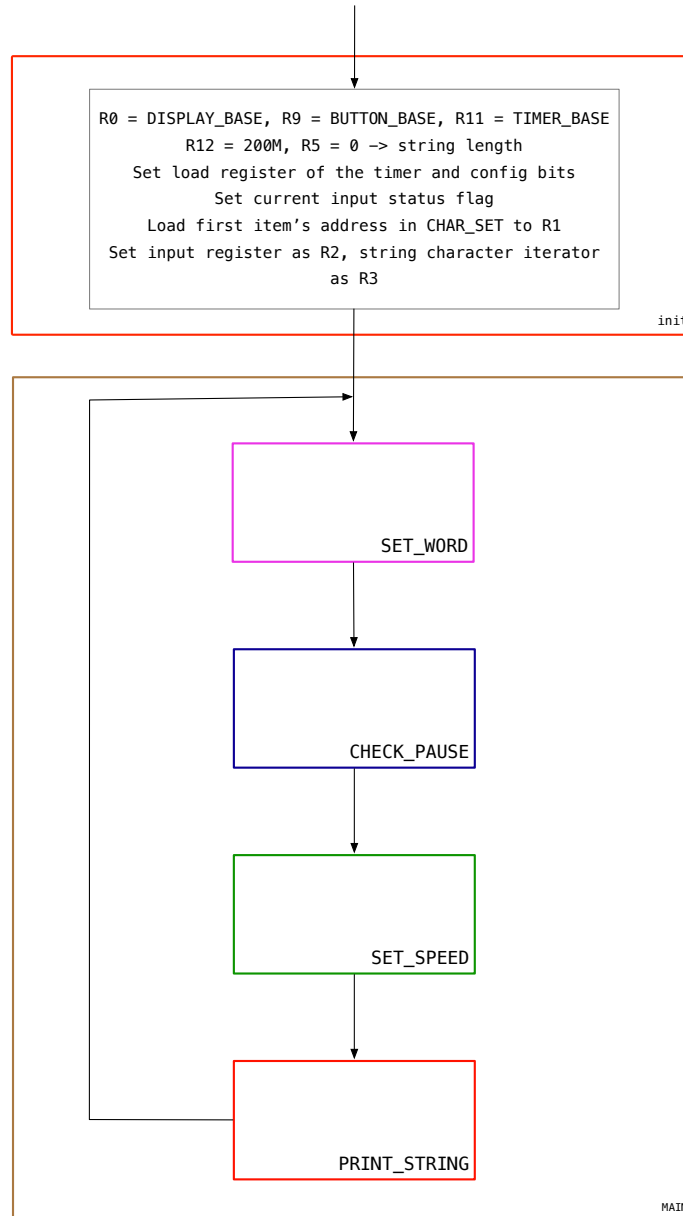 R0 = DISPLAY_BASE, R9 = BUTTON_BASE, R11 = TIMER_BASE
R12 = 200M, R5 = 0 —> string length
Set load register of the timer and config bits
Set current input status flag
Load first item’s address in CHAR_SET to R1
Set input register as R2, string character iterator
as R3
init
SET_WORD
CHECK_PAUSE
SET_SPEED
PRINT_STRING
MAIN